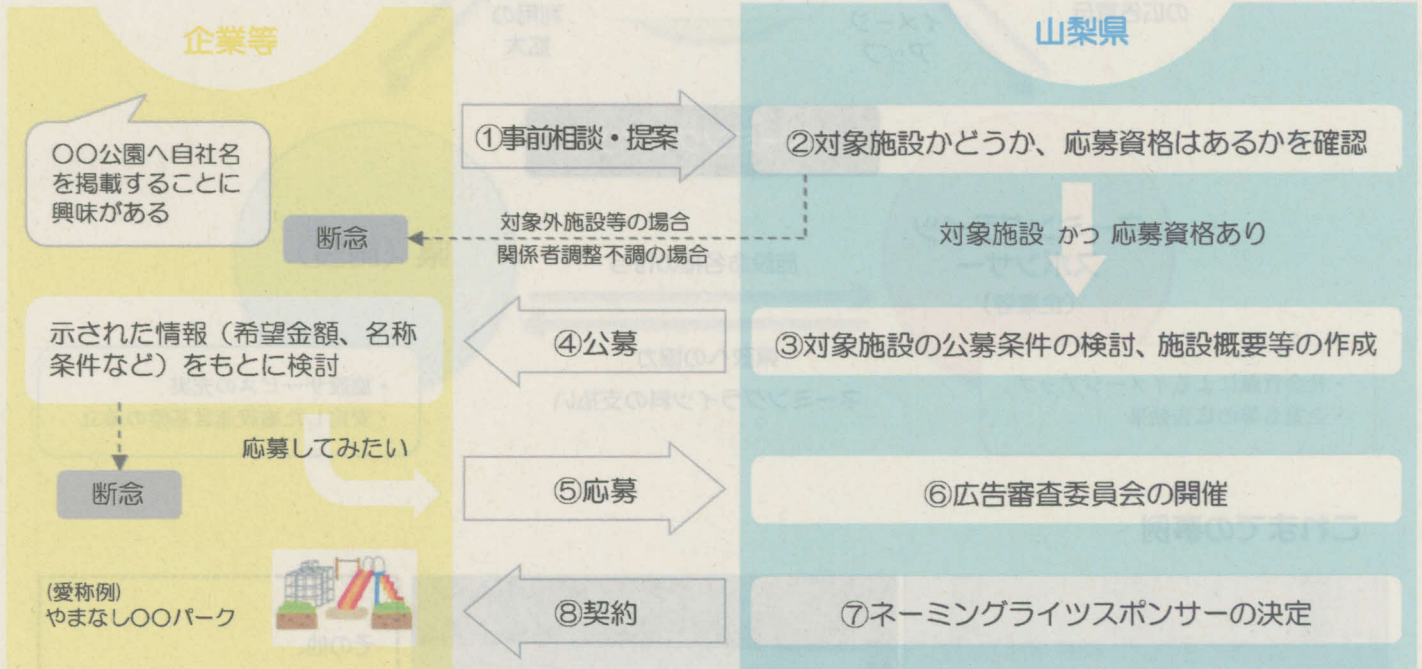 企業等
山梨県
〇〇公園へ自社名
を掲載することに
興味がある
①事前相談・提案
②対象施設かどうか、応募資格はあるかを確認
対象外施設等の場合
関係者調整不調の場合
断念
対象施設 かつ 応募資格あり
示された情報（希望金額、名称
条件など）をもとに検討
④公募
③対象施設の公募条件の検討、施設概要等の作成
応募してみたい
断念
⑤応募
⑥広告審査委員会の開催
(愛称例)
やまなし〇〇パーク
⑧契約
⑦ネーミングライツスポンサーの決定